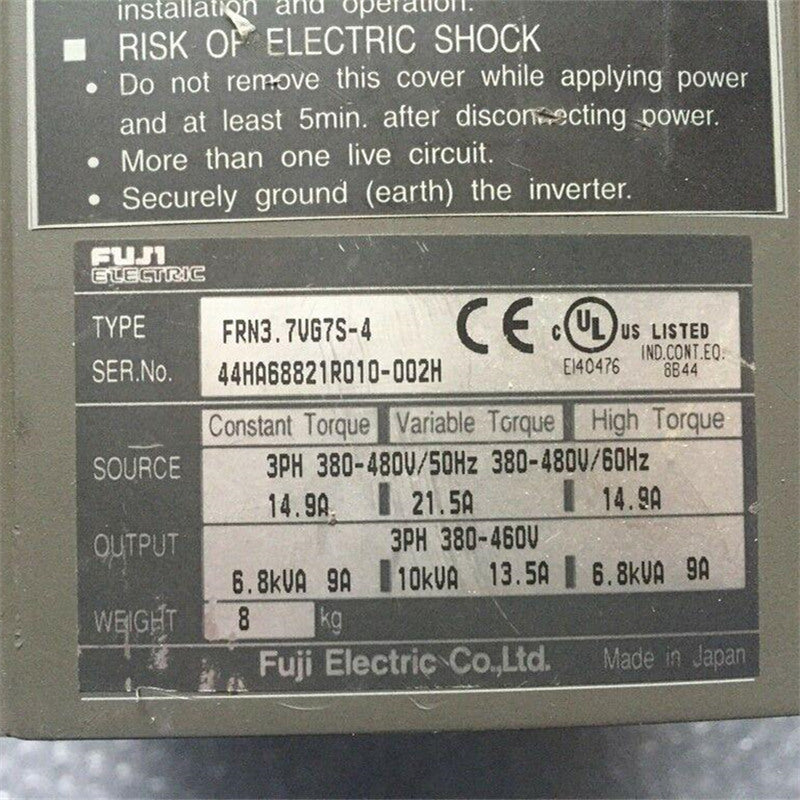 installation and operation.
RISK OF ELECTRIC SHOCK
• Do not remove this cover while applying power
and at least 5min. after disconnecting power.
• More than one live circuit.
• Securely ground (earth) the inverter.
FUJI
ELECTRIC
TYPE FRN3.7VG7S-4 CE c UL US LISTED
SER.No. 44HA68821R010-002H E140476 IND.CONT.EQ.
8B44
Constant Torque Variable Torque High Torque
SOURCE 3PH 380-480V/50Hz 380-480V/60Hz
14.9A 21.5A 14.9A
OUTPUT 3PH 380-460V
6.8kVA 9A 10kVA 13.5A 6.8kVA 9A
WEIGHT 8 kg
Fuji Electric Co.,Ltd. Made in Japan